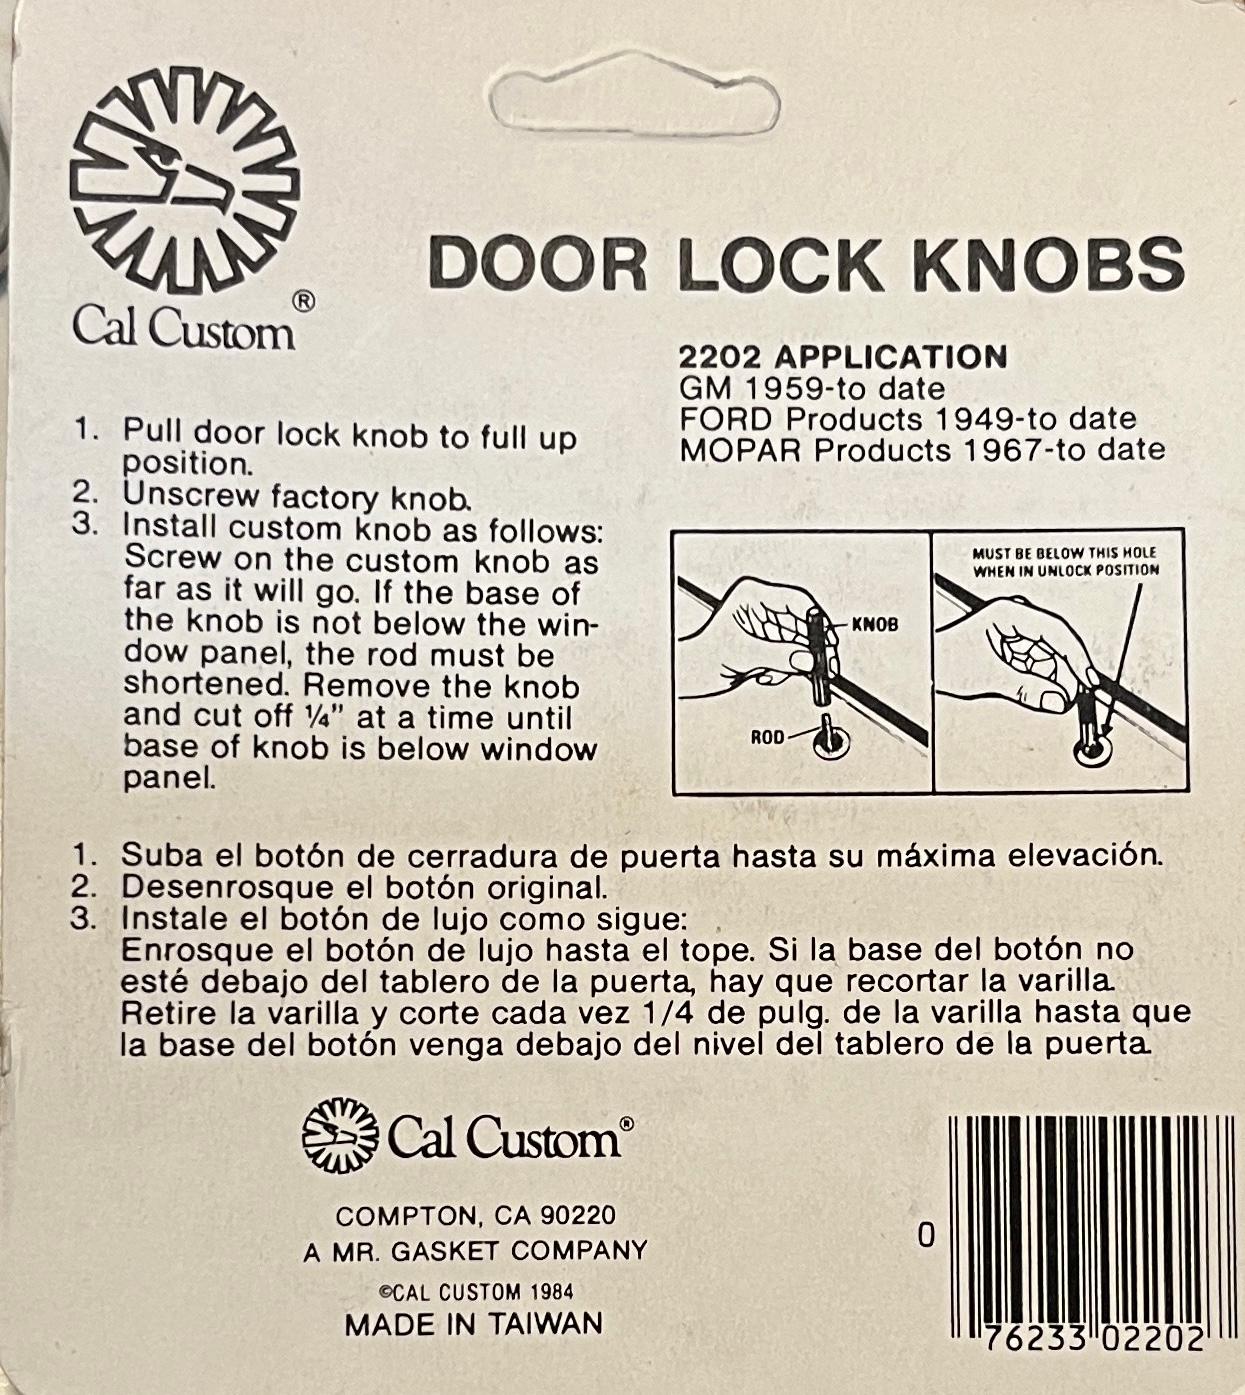 Cal Custom®
DOOR LOCK KNOBS
2202 APPLICATION
GM 1959-to date
FORD Products 1949-to date
MOPAR Products 1967-to date
1. Pull door lock knob to full up
position.
2. Unscrew factory knob.
3. Install custom knob as follows:
Screw on the custom knob as
far as it will go. If the base of
the knob is not below the win-
dow panel, the rod must be
shortened. Remove the knob
and cut off ¼" at a time until
base of knob is below window
panel.
KNOB
ROD
MUST BE BELOW THIS HOLE
WHEN IN UNLOCK POSITION
1. Suba el botón de cerradura de puerta hasta su máxima elevación.
2. Desenrosque el botón original.
3. Instale el botón de lujo como sigue:
Enrosque el botón de lujo hasta el tope. Si la base del botón no
esté debajo del tablero de la puerta, hay que recortar la varilla.
Retire la varilla y corte cada vez 1/4 de pulg. de la varilla hasta que
la base del botón venga debajo del nivel del tablero de la puerta.
Cal Custom®
COMPTON, CA 90220
A MR. GASKET COMPANY
©CAL CUSTOM 1984
MADE IN TAIWAN
0 76233 02202